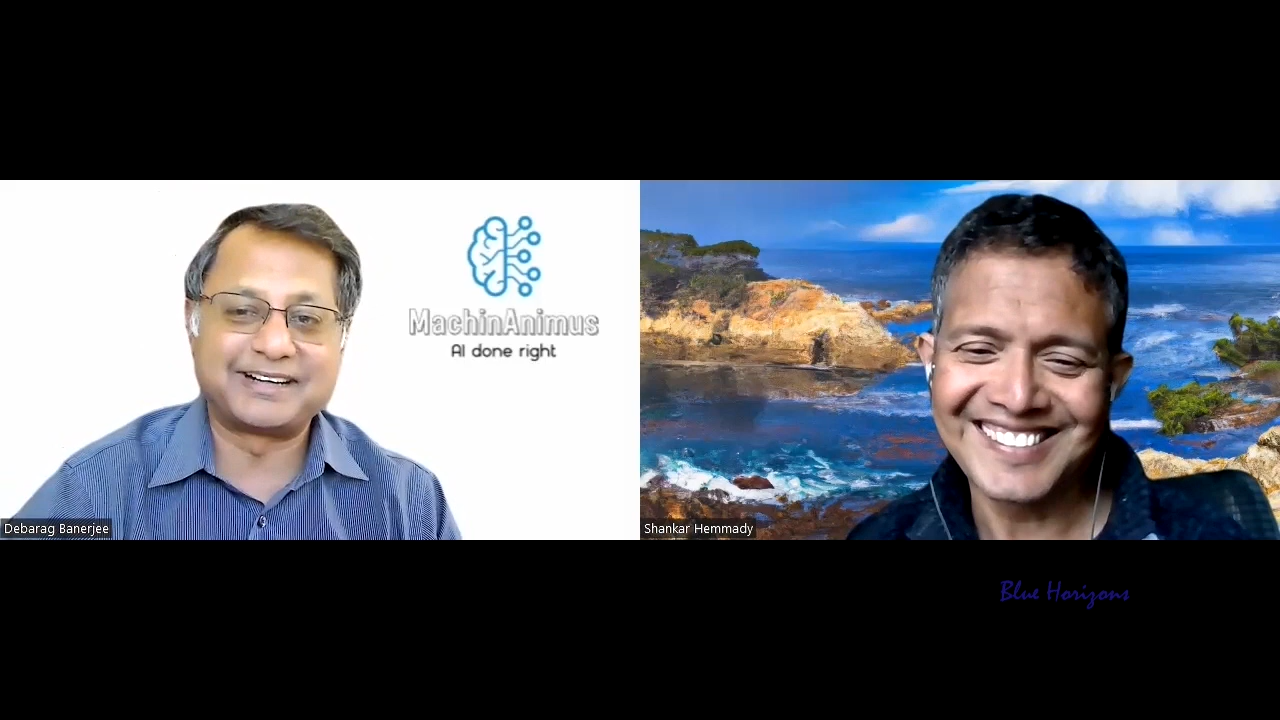 MachinAnimus
AI done right
Debarag Banerjee
Shankar Hemmady
Blue Horizons